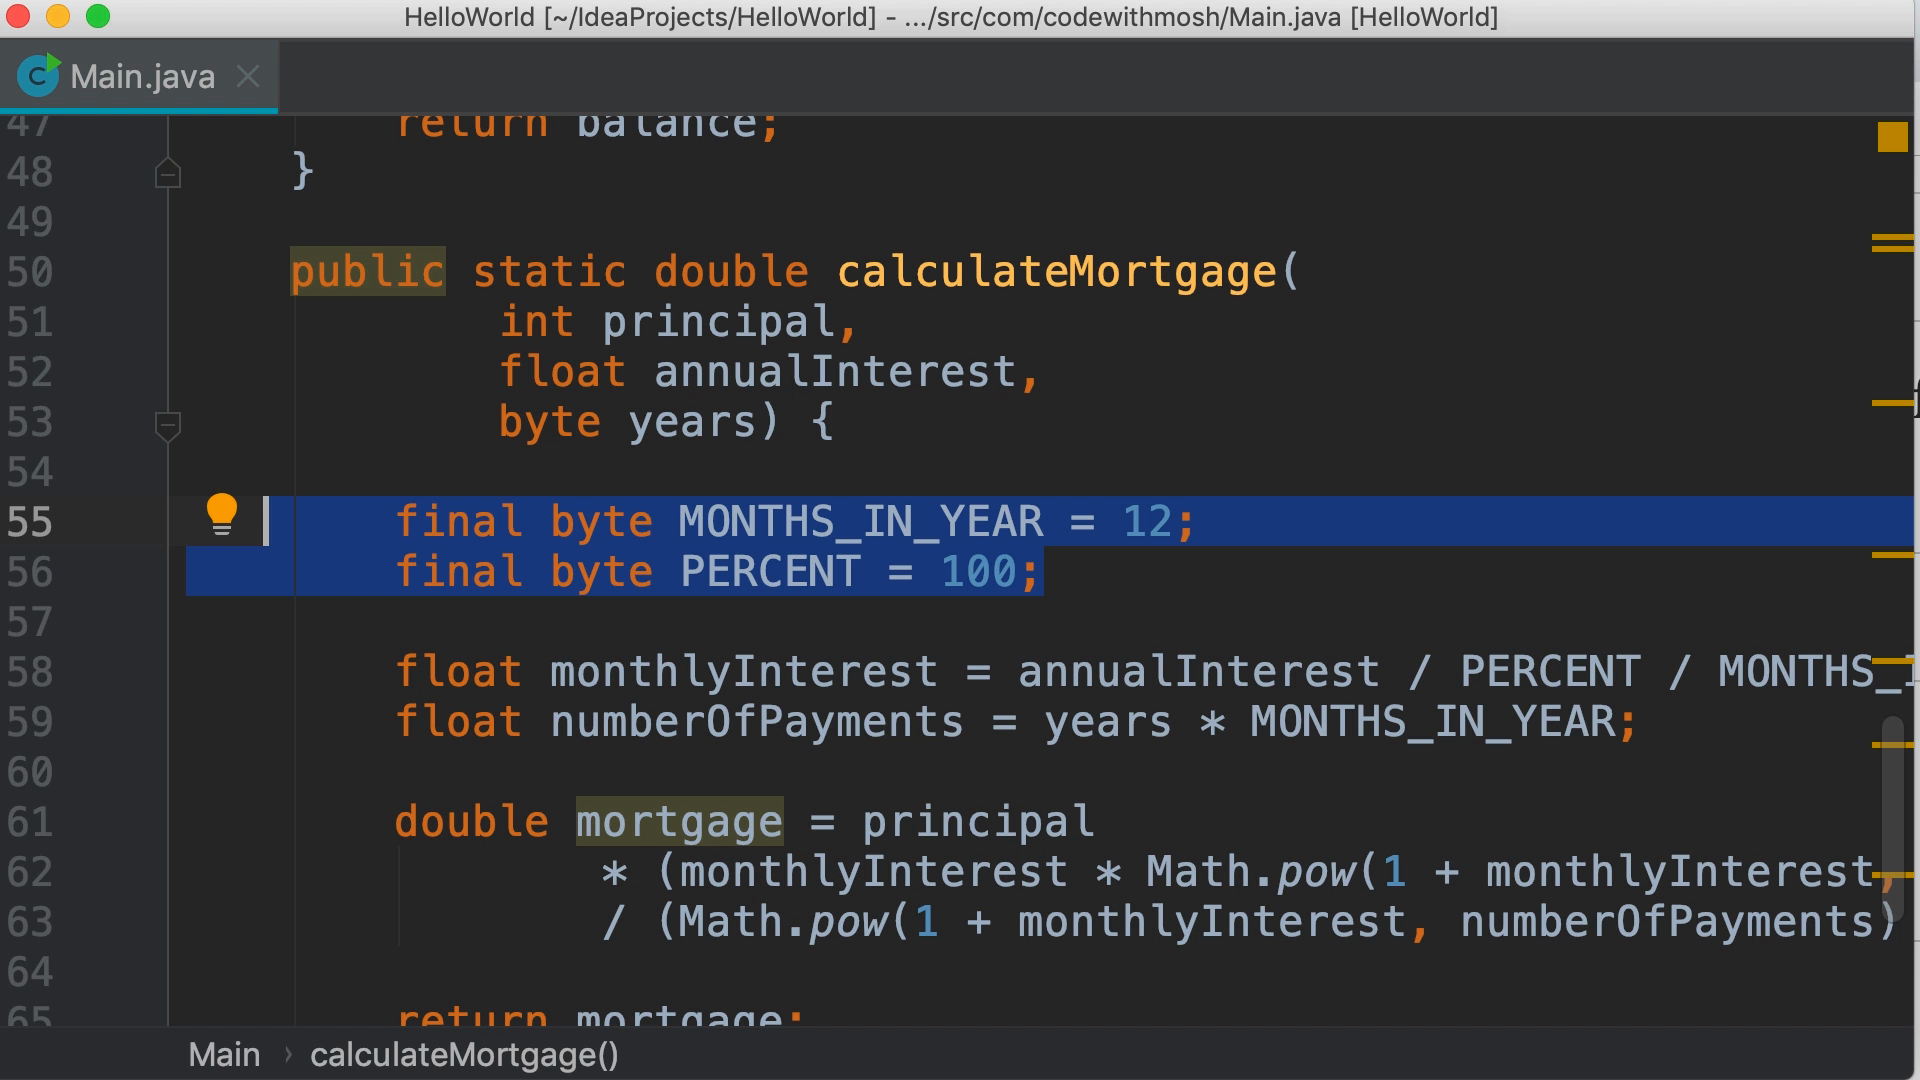 HelloWorld [~/IdeaProjects/HelloWorld] - .../src/com/codewithmosh/Main.java [HelloWorld]
Main.java
47 return balance;
48 }
49
50 public static double calculateMortgage(
51 int principal,
52 float annualInterest,
53 byte years) {
54
55 final byte MONTHS_IN_YEAR = 12;
56 final byte PERCENT = 100;
57
58 float monthlyInterest = annualInterest / PERCENT / MONTHS_
59 float numberOfPayments = years * MONTHS_IN_YEAR;
60
61 double mortgage = principal
62 * (monthlyInterest * Math.pow(1 + monthlyInterest,
63 / (Math.pow(1 + monthlyInterest, numberOfPayments)
64
65 return mortgage;
Main › calculateMortgage()